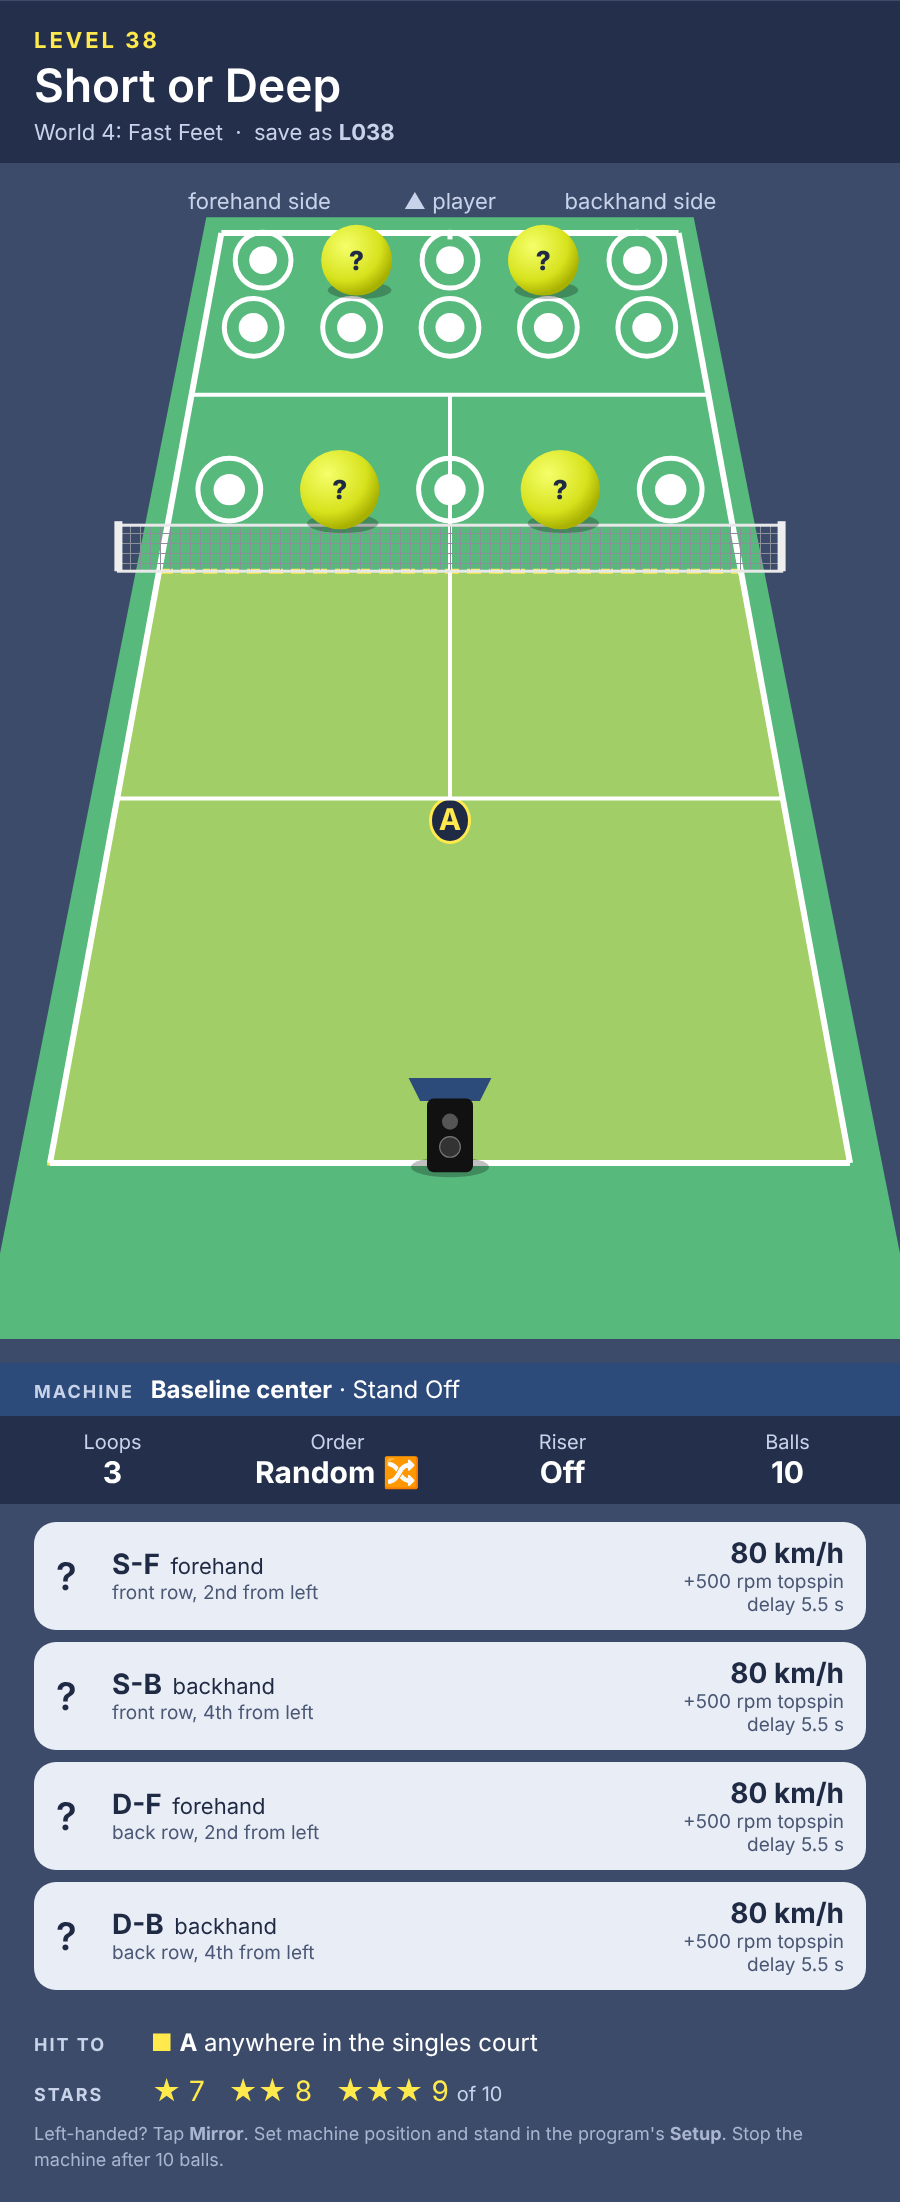 LEVEL 38
Short or Deep
World 4: Fast Feet · save as L038
forehand side ▲ player backhand side
? ?
? ?
A
MACHINE Baseline center · Stand Off
Loops Order Riser Balls
3 Random 🔀 Off 10
? S-F forehand 80 km/h
front row, 2nd from left +500 rpm topspin
delay 5.5 s
? S-B backhand 80 km/h
front row, 4th from left +500 rpm topspin
delay 5.5 s
? D-F forehand 80 km/h
back row, 2nd from left +500 rpm topspin
delay 5.5 s
? D-B backhand 80 km/h
back row, 4th from left +500 rpm topspin
delay 5.5 s
HIT TO ■ A anywhere in the singles court
STARS ★ 7 ★★ 8 ★★★ 9 of 10
Left-handed? Tap Mirror. Set machine position and stand in the program's Setup. Stop the
machine after 10 balls.